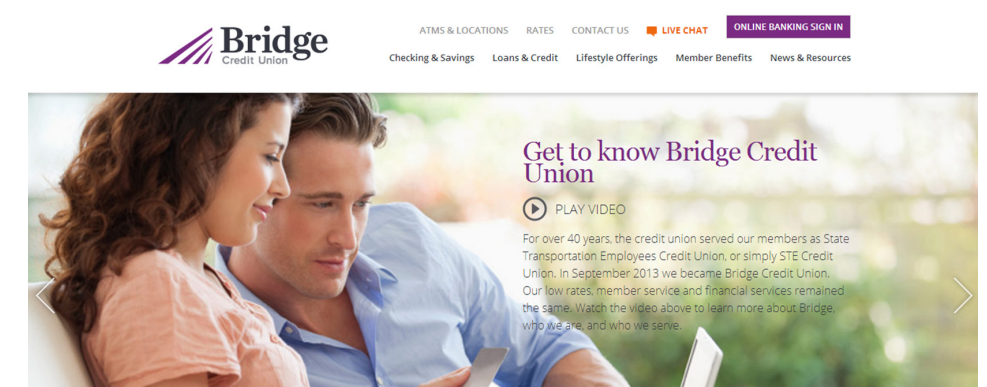 Bridge
Credit Union
ATMS & LOCATIONS RATES CONTACT US LIVE CHAT ONLINE BANKING SIGN IN
Checking & Savings Loans & Credit Lifestyle Offerings Member Benefits News & Resources
Get to know Bridge Credit
Union
PLAY VIDEO
For over 40 years, the credit union served our members as State
Transportation Employees Credit Union, or simply STE Credit
Union. In September 2013 we became Bridge Credit Union.
Our low rates, member service and financial services remained
the same. Watch the video above to learn more about Bridge,
who we are, and who we serve.